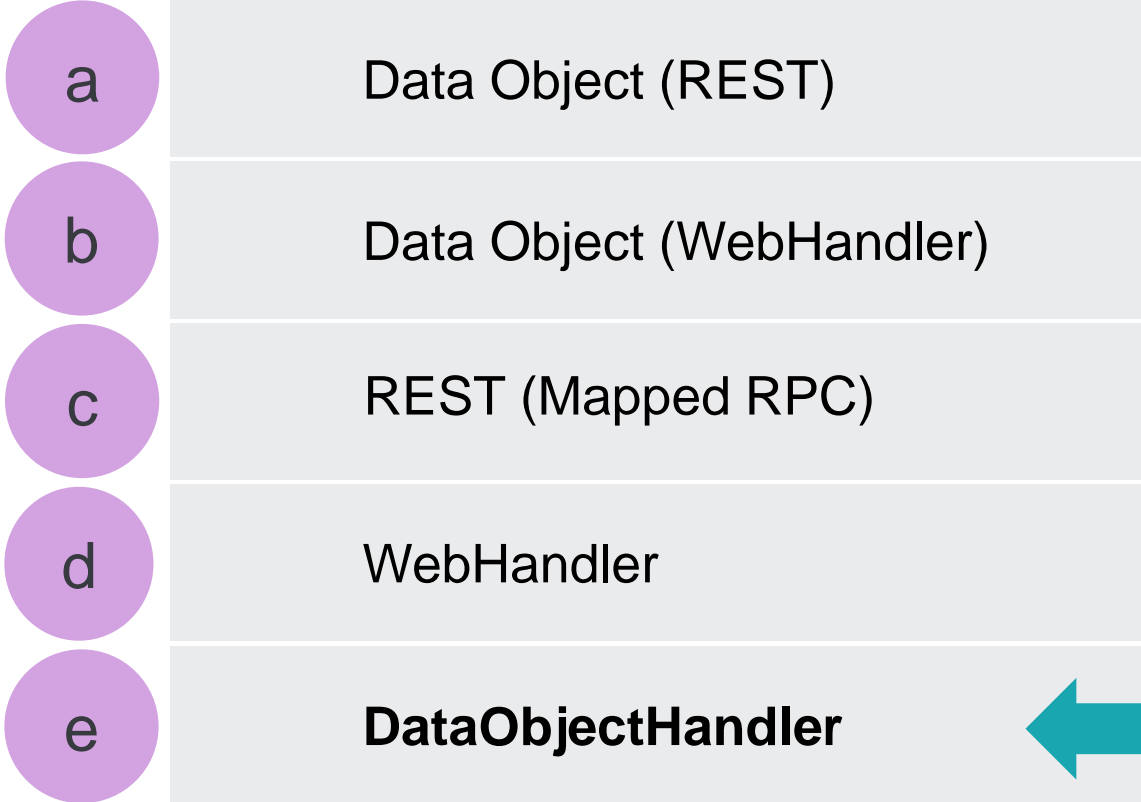 a Data Object (REST)
b Data Object (WebHandler)
c REST (Mapped RPC)
d WebHandler
e DataObjectHandler